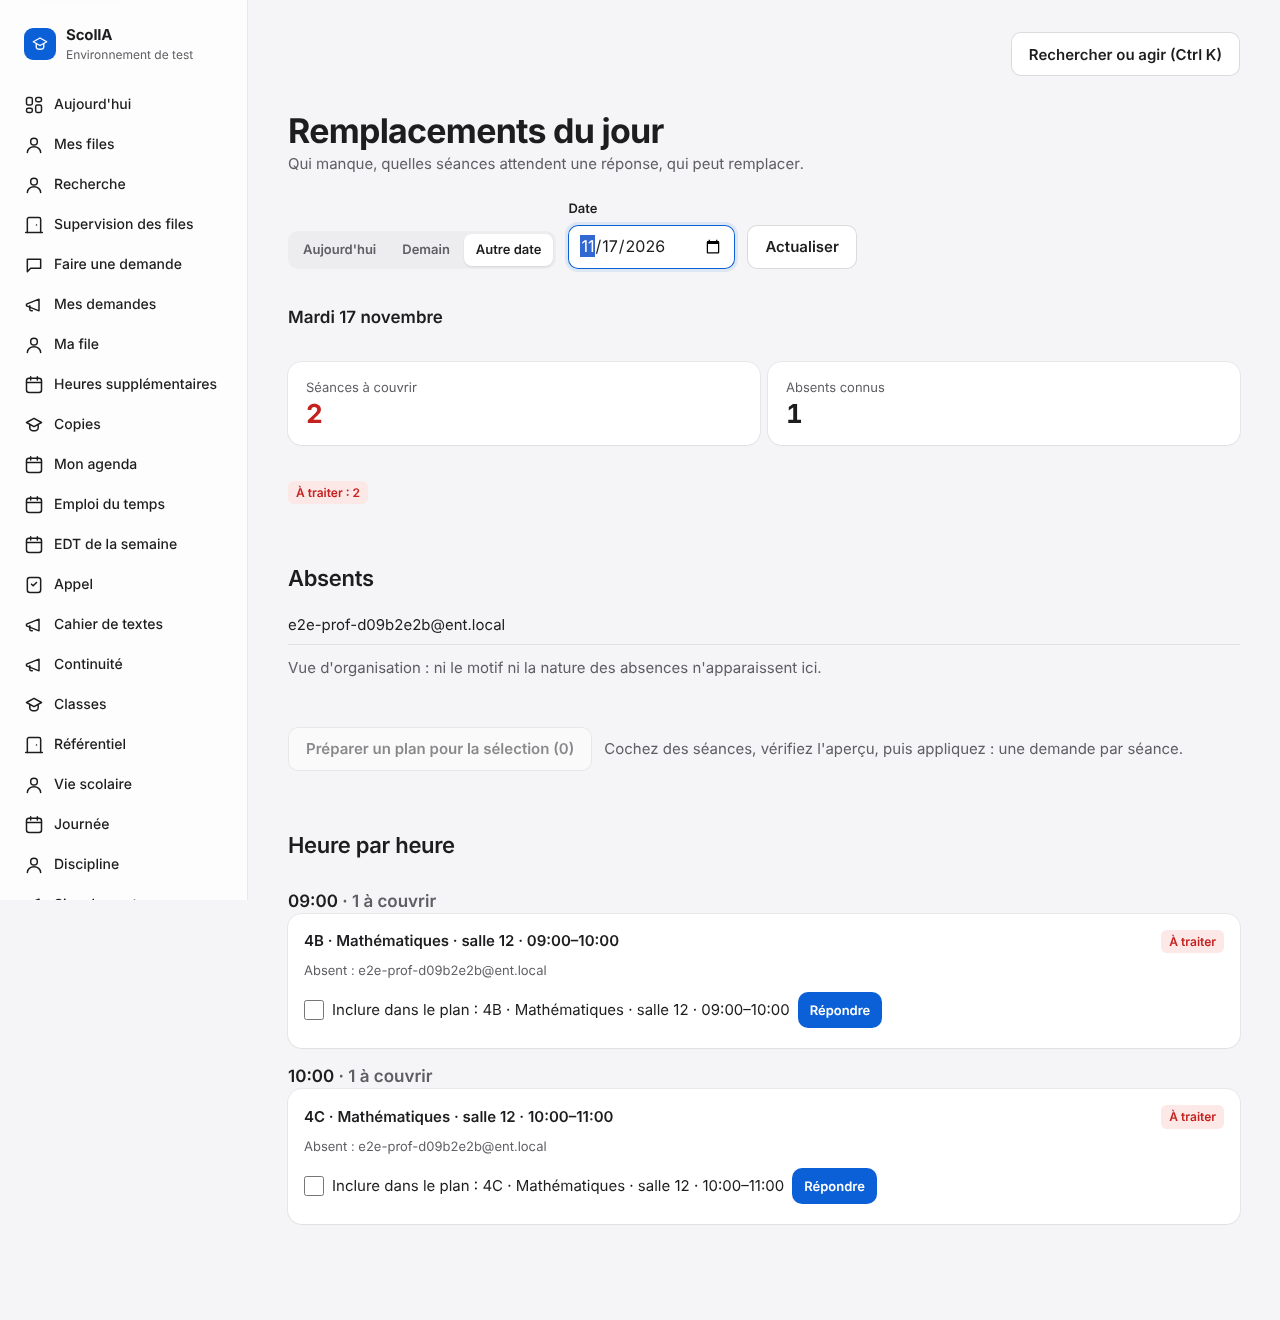 ScolIA
Environnement de test
Aujourd'hui
Mes files
Recherche
Supervision des files
Faire une demande
Mes demandes
Ma file
Heures supplémentaires
Copies
Mon agenda
Emploi du temps
EDT de la semaine
Appel
Cahier de textes
Continuité
Classes
Référentiel
Vie scolaire
Journée
Discipline
Rechercher ou agir (Ctrl K)
Remplacements du jour
Qui manque, quelles séances attendent une réponse, qui peut remplacer.
Date
Aujourd'hui Demain Autre date 11/17/2026 Actualiser
Mardi 17 novembre
Séances à couvrir
2
Absents connus
1
À traiter : 2
Absents
e2e-prof-d09b2e2b@ent.local
Vue d'organisation : ni le motif ni la nature des absences n'apparaissent ici.
Préparer un plan pour la sélection (0) Cochez des séances, vérifiez l'aperçu, puis appliquez : une demande par séance.
Heure par heure
09:00 · 1 à couvrir
4B · Mathématiques · salle 12 · 09:00–10:00 À traiter
Absent : e2e-prof-d09b2e2b@ent.local
Inclure dans le plan : 4B · Mathématiques · salle 12 · 09:00–10:00 Répondre
10:00 · 1 à couvrir
4C · Mathématiques · salle 12 · 10:00–11:00 À traiter
Absent : e2e-prof-d09b2e2b@ent.local
Inclure dans le plan : 4C · Mathématiques · salle 12 · 10:00–11:00 Répondre